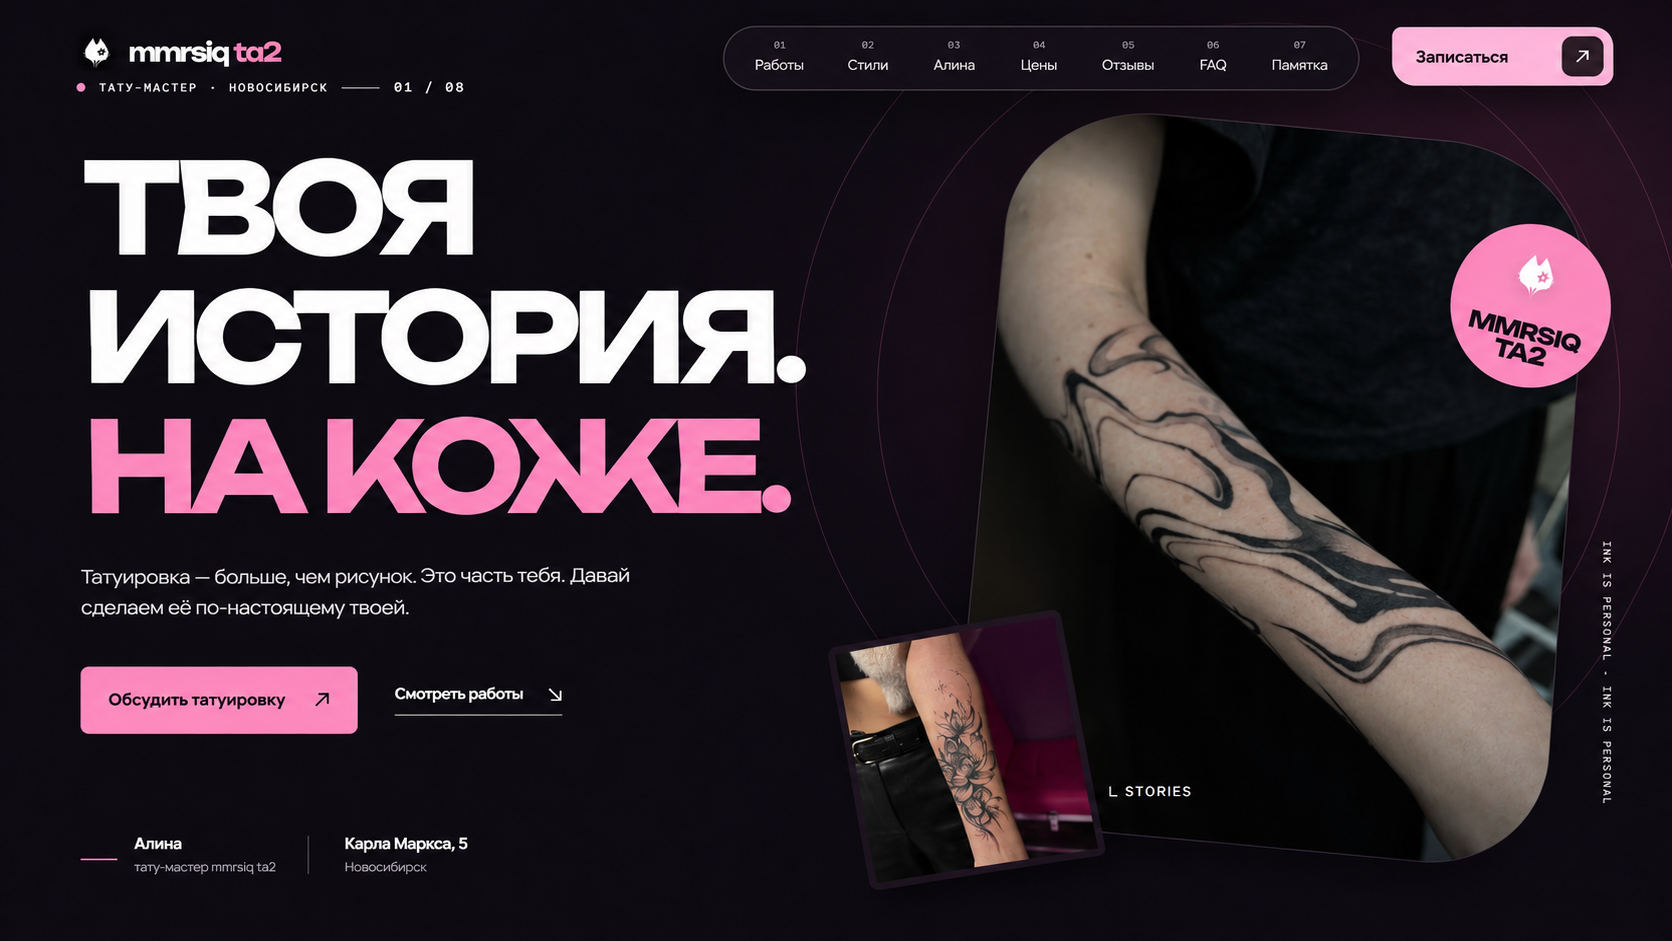 mmrsiq ta2
ТАТУ-МАСТЕР · НОВОСИБИРСК — 01 / 08
01 02 03 04 05 06 07
Работы Стили Алина Цены Отзывы FAQ Памятка
Записаться
ТВОЯ
ИСТОРИЯ.
НА КОЖЕ.
Татуировка — больше, чем рисунок. Это часть тебя. Давай
сделаем её по-настоящему твоей.
Обсудить татуировку
Смотреть работы
Алина
тату-мастер mmrsiq ta2
Карла Маркса, 5
Новосибирск
MMRSIQ
TA2
L STORIES
INK IS PERSONAL - INK IS PERSONAL